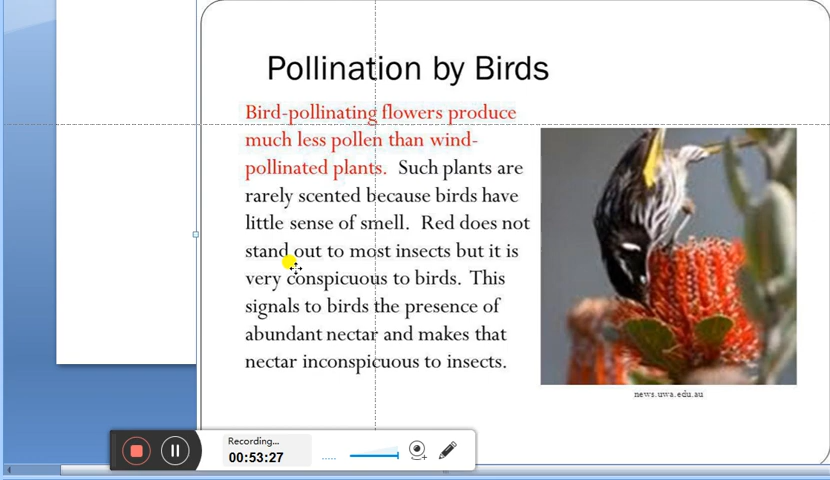 Pollination by Birds
Bird-pollinating flowers produce
much less pollen than wind-
pollinated plants. Such plants are
rarely scented because birds have
little sense of smell. Red does not
stand out to most insects but it is
very conspicuous to birds. This
signals to birds the presence of
abundant nectar and makes that
nectar inconspicuous to insects.
news.uwa.edu.au
Recording...
00:53:27